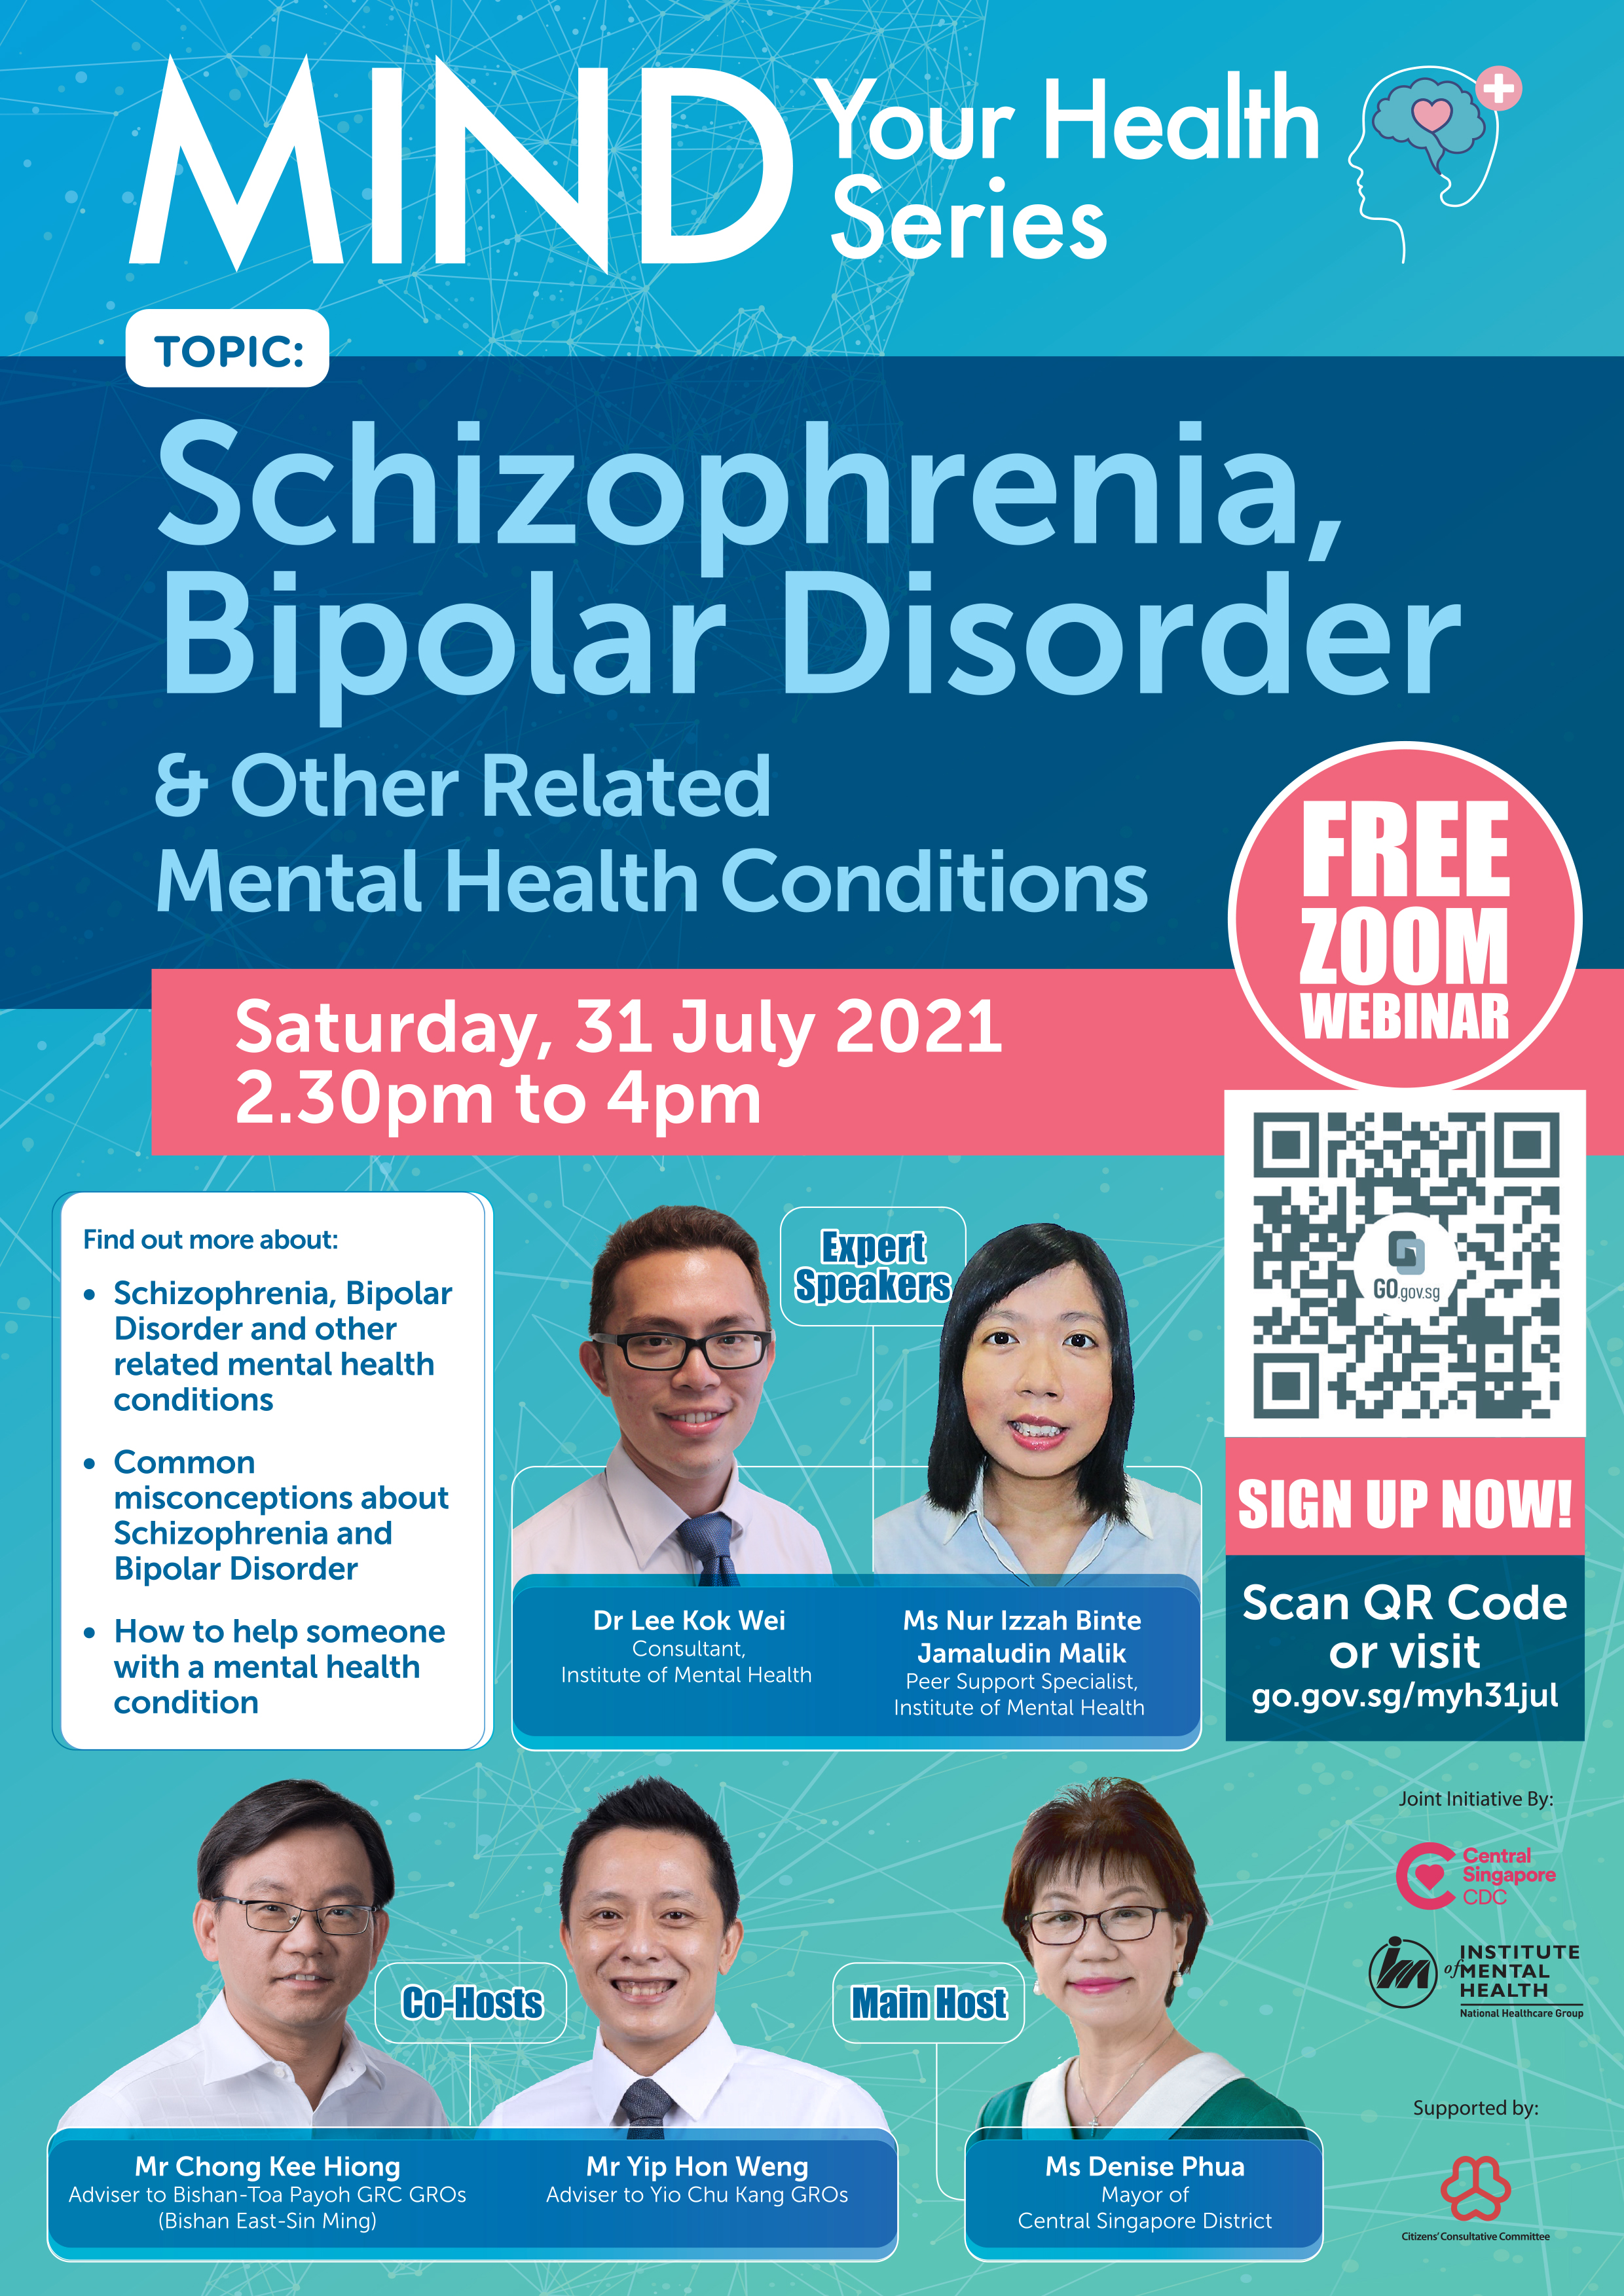 MIND Your Health
Series
TOPIC:
Schizophrenia,
Bipolar Disorder
& Other Related
Mental Health Conditions
FREE
ZOOM
WEBINAR
Saturday, 31 July 2021
2.30pm to 4pm
Find out more about:
• Schizophrenia, Bipolar
Disorder and other
related mental health
conditions
• Common
misconceptions about
Schizophrenia and
Bipolar Disorder
• How to help someone
with a mental health
condition
Expert
Speakers
Dr Lee Kok Wei
Consultant,
Institute of Mental Health
Ms Nur Izzah Binte
Jamaludin Malik
Peer Support Specialist,
Institute of Mental Health
GO.gov.sg
SIGN UP NOW!
Scan QR Code
or visit
go.gov.sg/myh31jul
Co-Hosts
Mr Chong Kee Hiong
Adviser to Bishan-Toa Payoh GRC GROs
(Bishan East-Sin Ming)
Mr Yip Hon Weng
Adviser to Yio Chu Kang GROs
Main Host
Ms Denise Phua
Mayor of
Central Singapore District
Joint Initiative By:
Central
Singapore
CDC
INSTITUTE
of MENTAL
HEALTH
National Healthcare Group
Supported by:
Citizens' Consultative Committee